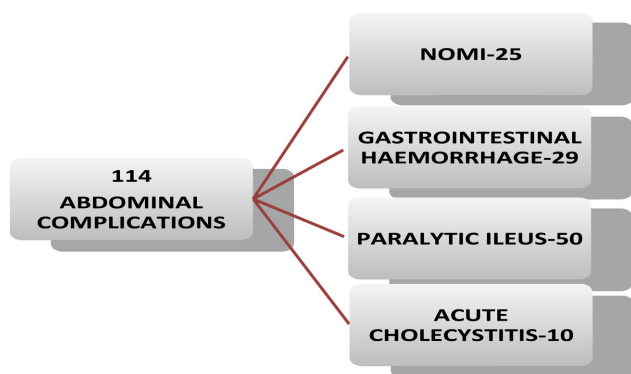 114
ABDOMINAL
COMPLICATIONS
NOMI-25
GASTROINTESTINAL
HAEMORRHAGE-29
PARALYTIC ILEUS-50
ACUTE
CHOLECYSTITIS-10